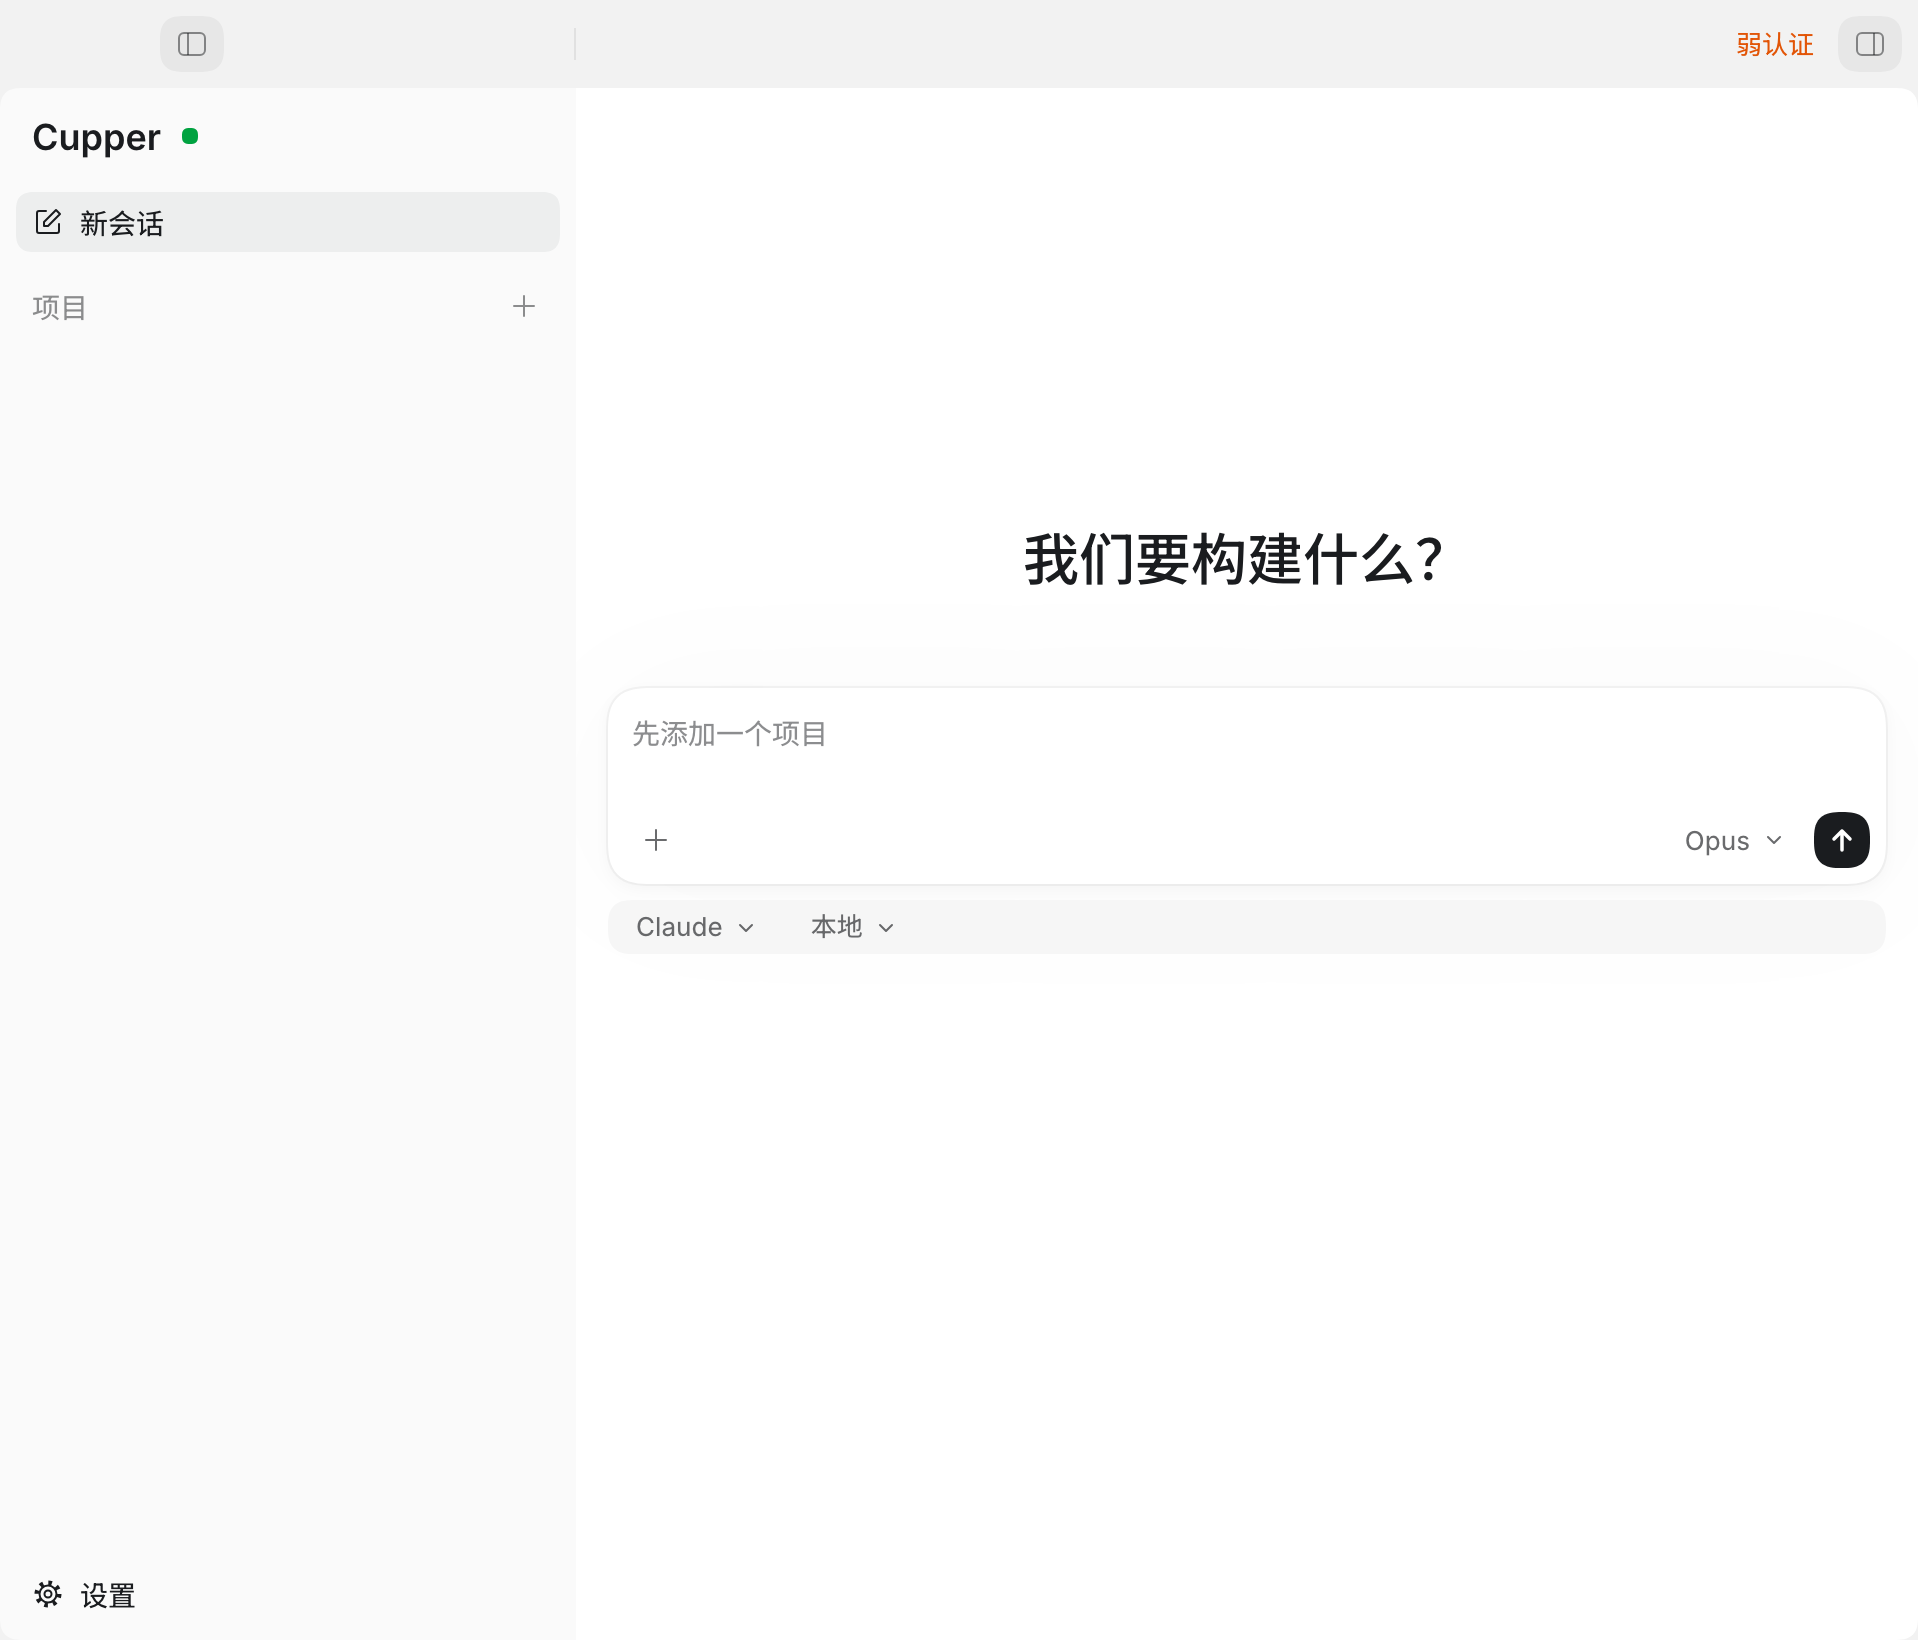 弱认证
Cupper
新会话
项目
我们要构建什么?
先添加一个项目
Opus
Claude
本地
设置